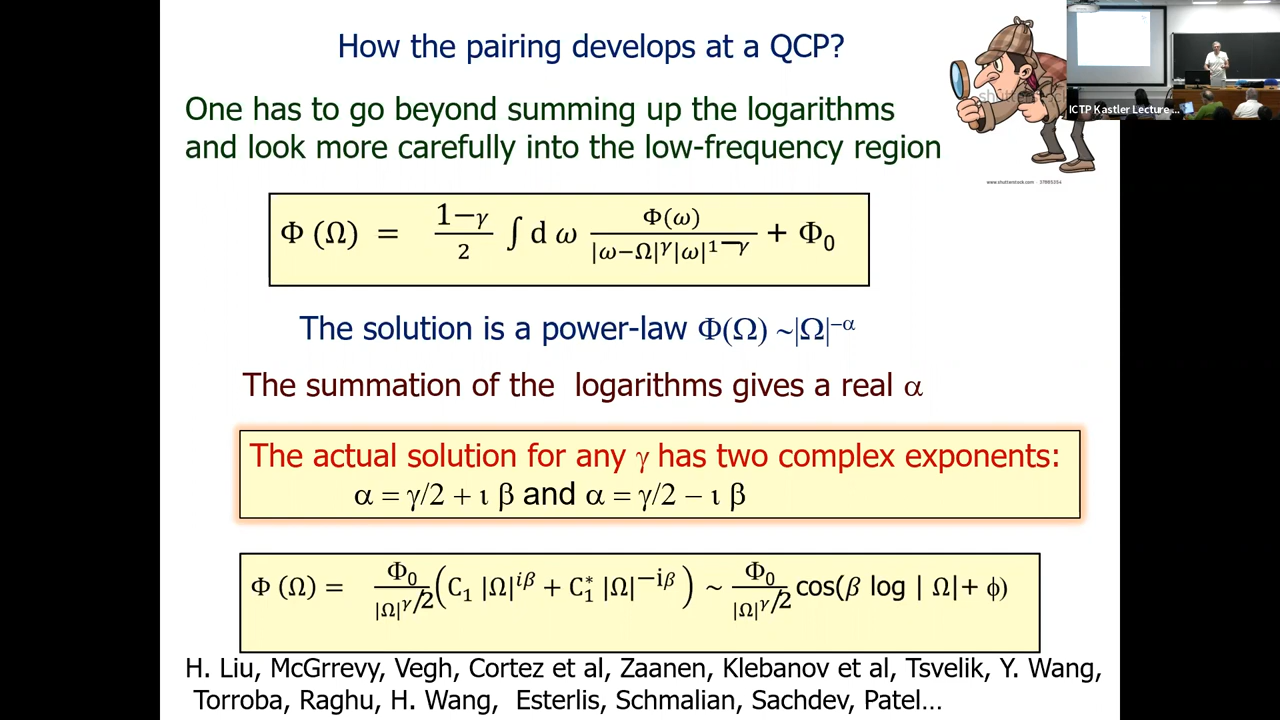 How the pairing develops at a QCP?
ICTP Kastler Lecture ...
One has to go beyond summing up the logarithms
and look more carefully into the low-frequency region
shutterstock
www.shutterstock.com
Φ (Ω) = (1−γ)/2 ∫ d ω Φ(ω)/(|ω−Ω|^γ |ω|^(1−γ)) + Φ₀
The solution is a power-law Φ(Ω) ~|Ω|^−α
The summation of the logarithms gives a real α
The actual solution for any γ has two complex exponents:
α = γ/2 + ι β and α = γ/2 − ι β
Φ (Ω) = Φ₀/|Ω|^γ/2 (C₁ |Ω|^iβ + C₁* |Ω|^−iβ ) ~ Φ₀/|Ω|^γ/2 cos(β log | Ω|+ ϕ)
H. Liu, McGrrevy, Vegh, Cortez et al, Zaanen, Klebanov et al, Tsvelik, Y. Wang,
Torroba, Raghu, H. Wang, Esterlis, Schmalian, Sachdev, Patel…